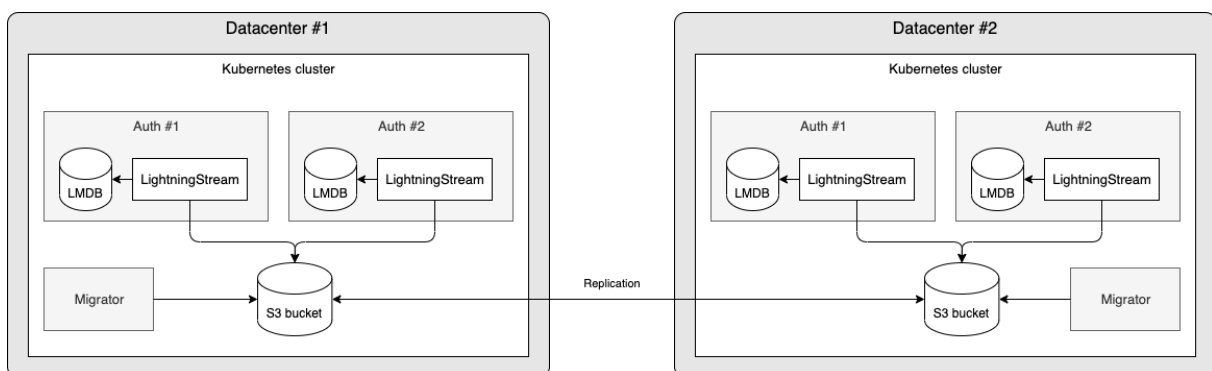 Datacenter #1
Kubernetes cluster
Auth #1
LMDB
LightningStream
Auth #2
LMDB
LightningStream
Migrator
S3 bucket
Replication
Datacenter #2
Kubernetes cluster
Auth #1
LMDB
LightningStream
Auth #2
LMDB
LightningStream
S3 bucket
Migrator